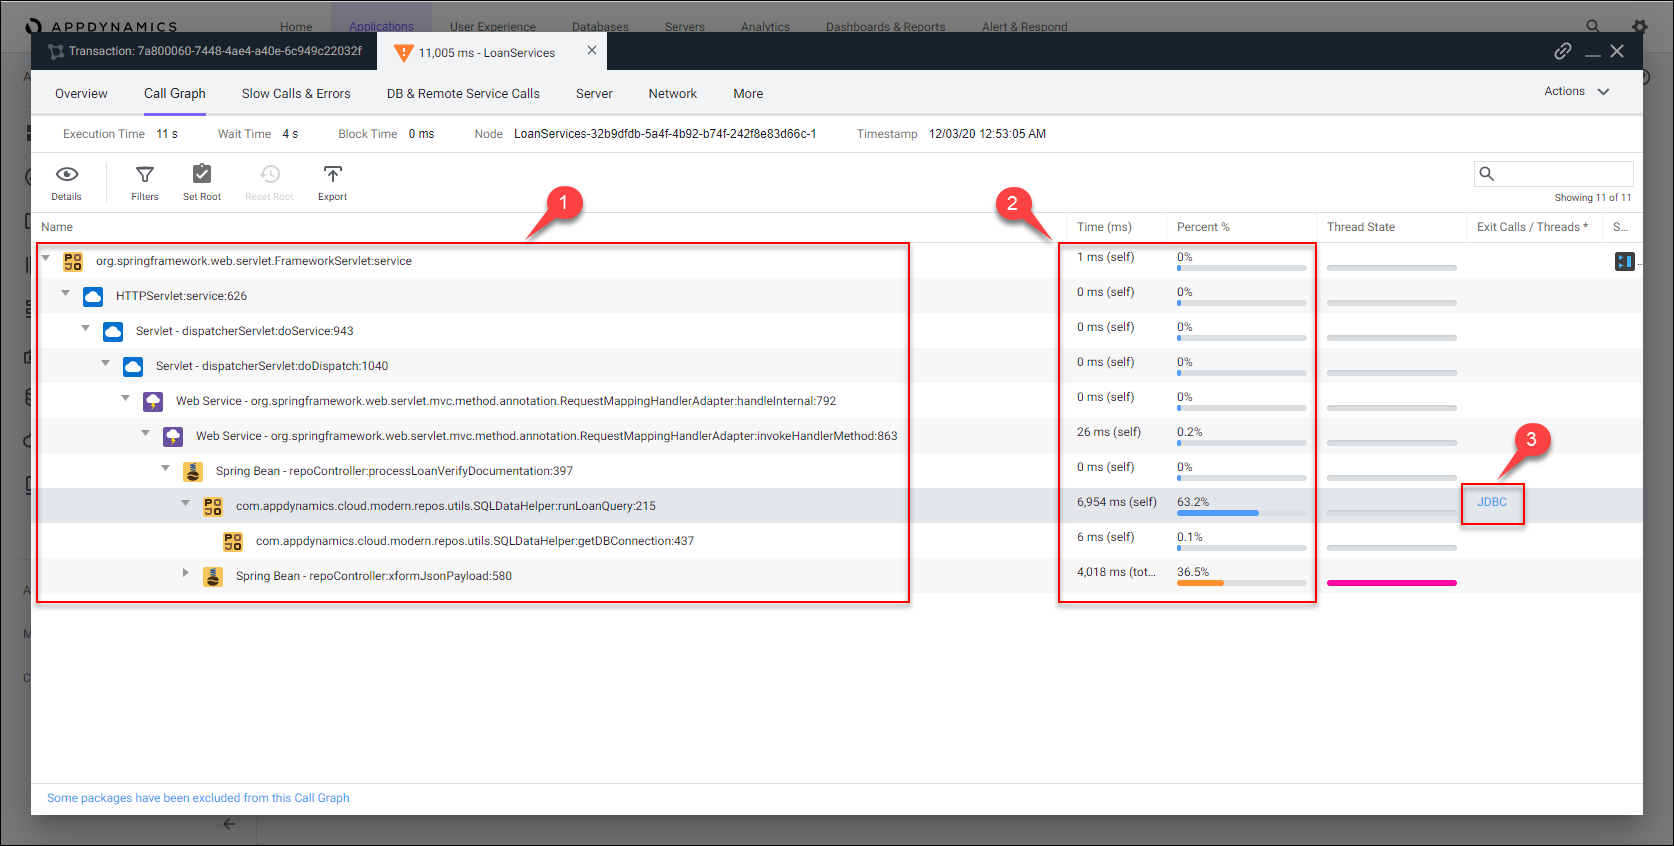 APPDYNAMICS Home Applications User Experience Databases Servers Analytics Dashboards & Reports Alert & Respond
Transaction: 7a800060-7448-4ae4-a40e-6c949c22032f 11,005 ms - LoanServices
Overview Call Graph Slow Calls & Errors DB & Remote Service Calls Server Network More Actions
Execution Time 11 s Wait Time 4 s Block Time 0 ms Node LoanServices-32b9dfdb-5a4f-4b92-b74f-242f8e83d66c-1 Timestamp 12/03/20 12:53:05 AM
Details Filters Set Root Reset Root Export
Showing 11 of 11
1 2
Name Time (ms) Percent % Thread State Exit Calls / Threads * S...
org.springframework.web.servlet.FrameworkServlet:service 1 ms (self) 0%
HTTPServlet:service:626 0 ms (self) 0%
Servlet - dispatcherServlet:doService:943 0 ms (self) 0%
Servlet - dispatcherServlet:doDispatch:1040 0 ms (self) 0%
Web Service - org.springframework.web.servlet.mvc.method.annotation.RequestMappingHandlerAdapter:handleInternal:792 0 ms (self) 0%
Web Service - org.springframework.web.servlet.mvc.method.annotation.RequestMappingHandlerAdapter:invokeHandlerMethod:863 26 ms (self) 0.2%
3
Spring Bean - repoController:processLoanVerifyDocumentation:397 0 ms (self) 0%
com.appdynamics.cloud.modern.repos.utils.SQLDataHelper:runLoanQuery:215 6,954 ms (self) 63.2% JDBC
com.appdynamics.cloud.modern.repos.utils.SQLDataHelper:getDBConnection:437 6 ms (self) 0.1%
Spring Bean - repoController:xformJsonPayload:580 4,018 ms (tot... 36.5%
Some packages have been excluded from this Call Graph